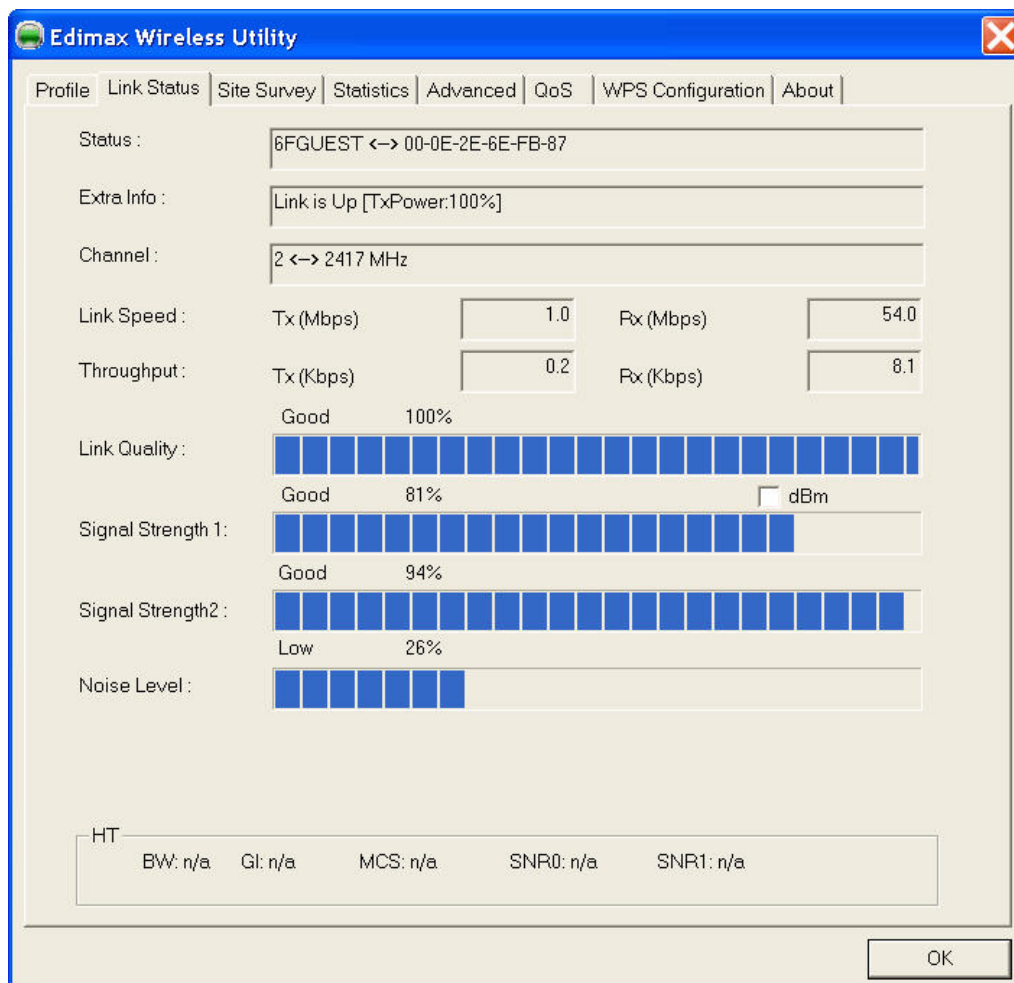 Edimax Wireless Utility
Profile Link Status Site Survey Statistics Advanced QoS WPS Configuration About
Status : 6FGUEST <--> 00-0E-2E-6E-FB-87
Extra Info : Link is Up [TxPower:100%]
Channel : 2 <--> 2417 MHz
Link Speed : Tx (Mbps) 1.0 Rx (Mbps) 54.0
Throughput : Tx (Kbps) 0.2 Rx (Kbps) 8.1
Good 100%
Link Quality :
Good 81% dBm
Signal Strength 1:
Good 94%
Signal Strength2 :
Low 26%
Noise Level :
HT
BW: n/a GI: n/a MCS: n/a SNR0: n/a SNR1: n/a
OK